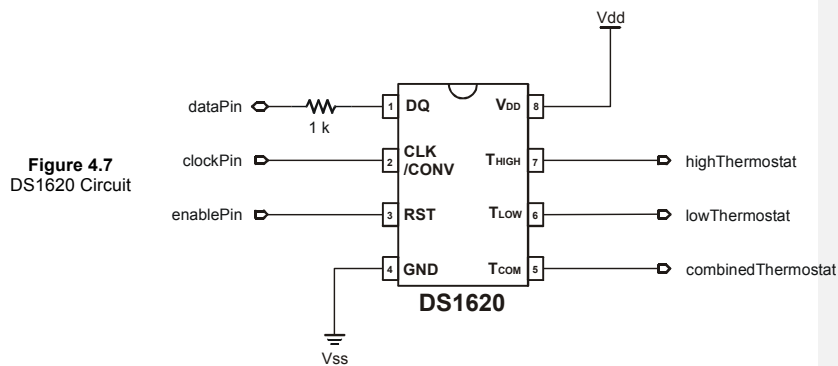 Vdd
dataPin
1 k
1 DQ
VDD 8
clockPin
2 CLK
/CONV
THIGH 7
highThermostat
enablePin
3 RST
TLOW 6
lowThermostat
4 GND
TCOM 5
combinedThermostat
DS1620
Vss
Figure 4.7
DS1620 Circuit